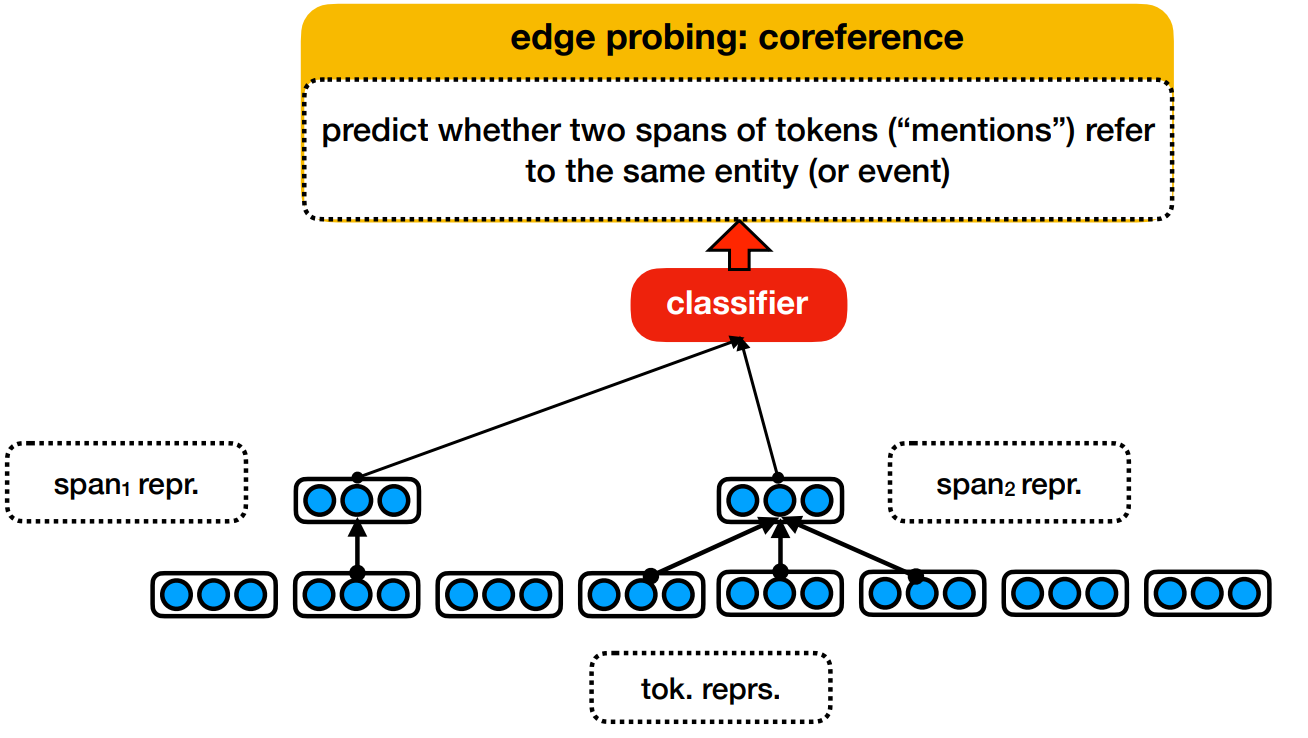 edge probing: coreference
predict whether two spans of tokens (“mentions”) refer
to the same entity (or event)
classifier
span₁ repr.
span₂ repr.
tok. reprs.